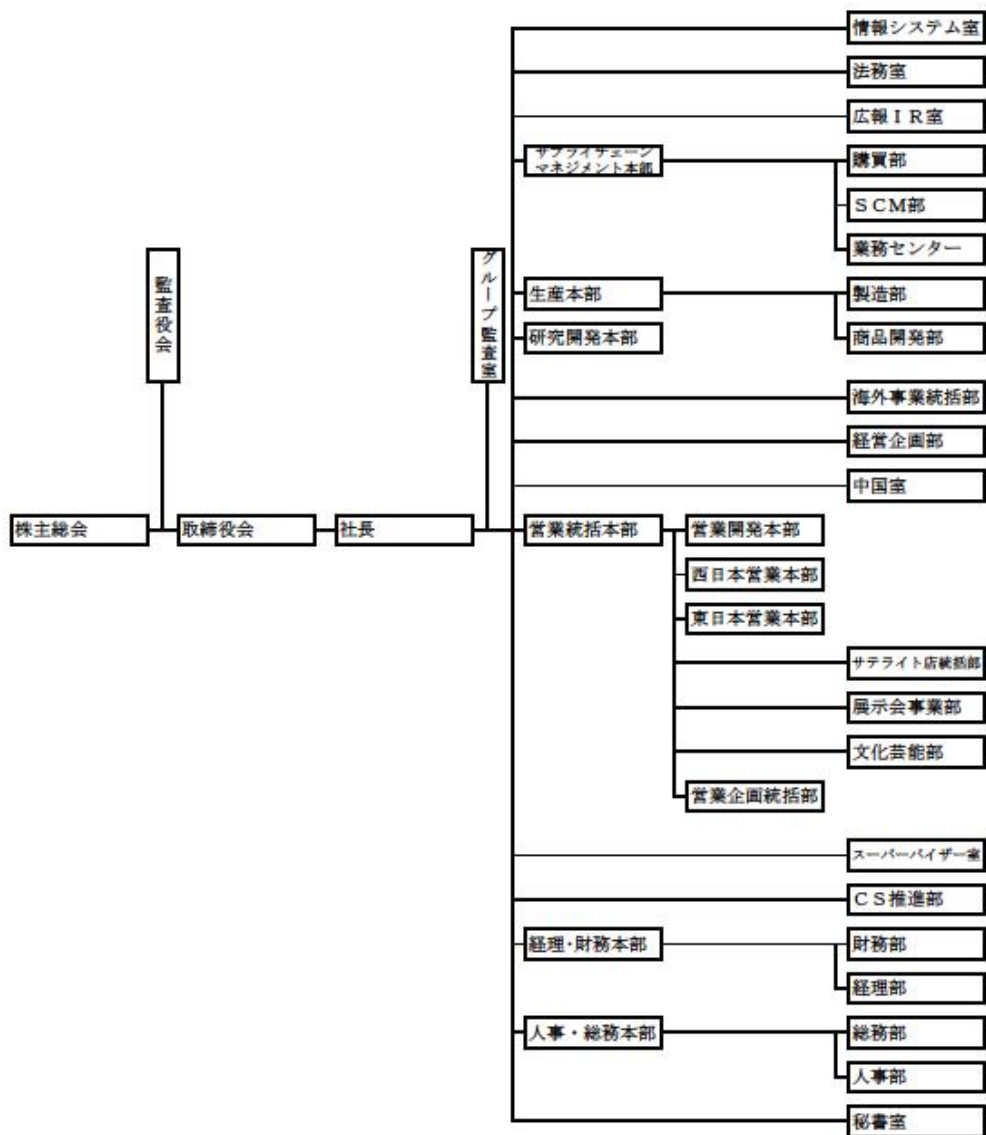 情報システム室
法務室
広報ＩＲ室
サプライチェーン
マネジメント本部
購買部
ＳＣＭ部
業務センター
監査役会
グループ監査室
生産本部
製造部
研究開発本部
商品開発部
海外事業統括部
経営企画部
中国室
株主総会
取締役会
社長
営業統括本部
営業開発本部
西日本営業本部
東日本営業本部
サテライト店統括部
展示会事業部
文化芸能部
営業企画統括部
スーパーバイザー室
ＣＳ推進部
経理・財務本部
財務部
経理部
人事・総務本部
総務部
人事部
秘書室